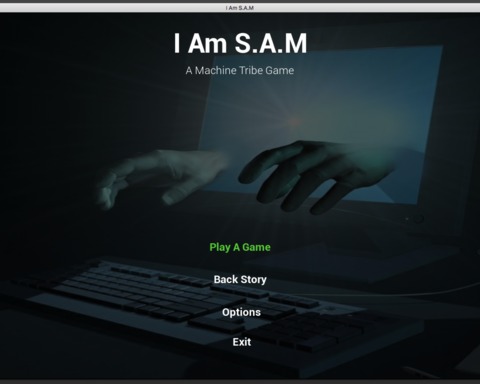 I Am S.A.M
I Am S.A.M
A Machine Tribe Game
Play A Game
Back Story
Options
Exit